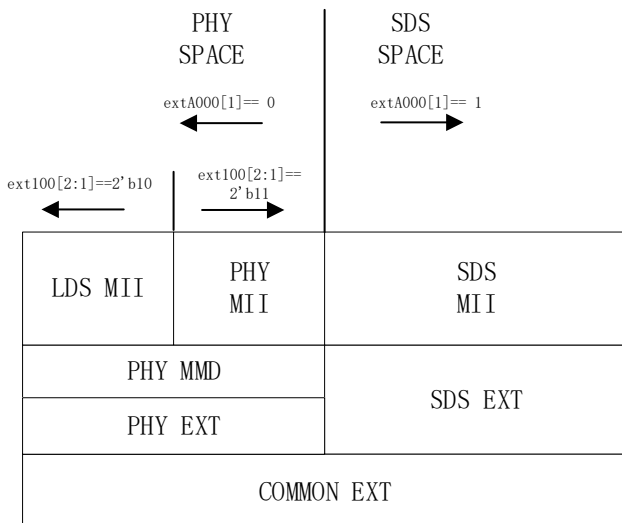 PHY
SPACE
SDS
SPACE
extA000[1]== 0
extA000[1]== 1
ext100[2:1]==2'b10
ext100[2:1]==
2'b11
LDS MII
PHY
MII
SDS
MII
PHY MMD
SDS EXT
PHY EXT
COMMON EXT